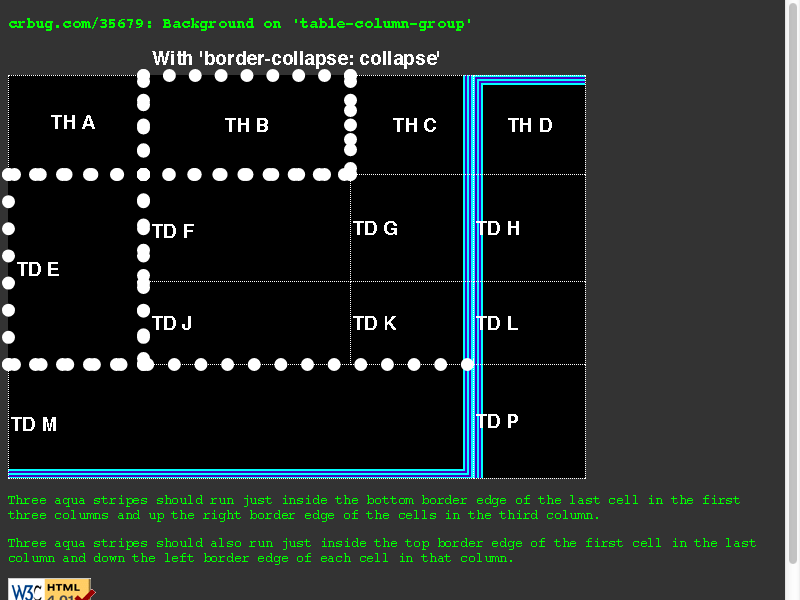 crbug.com/35679: Background on 'table-column-group'
With 'border-collapse: collapse'
TH A
TH B
TH C
TH D
TD E
TD F
TD G
TD H
TD J
TD K
TD L
TD M
TD P
Three aqua stripes should run just inside the bottom border edge of the last cell in the first
three columns and up the right border edge of the cells in the third column.
Three aqua stripes should also run just inside the top border edge of the first cell in the last
column and down the left border edge of each cell in that column.
W3C HTML
4.01